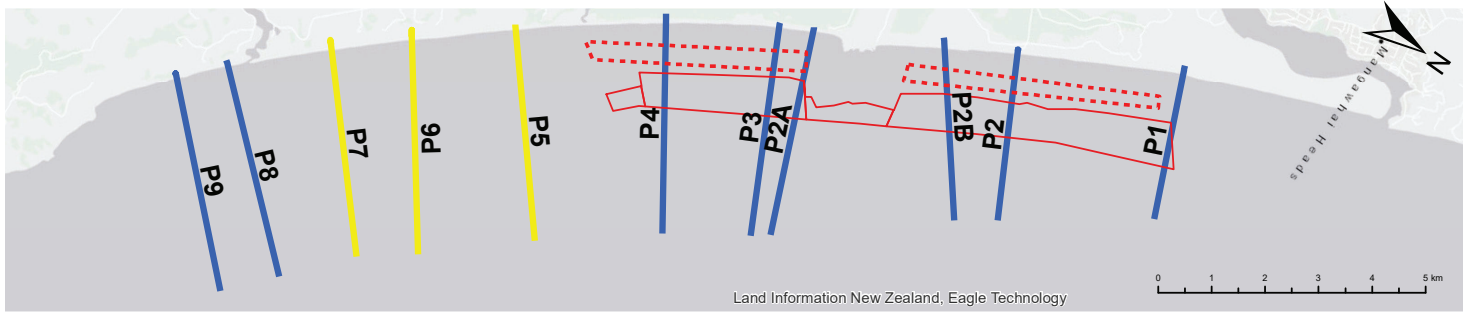 P9
P8
P7
P6
P5
P4
P3
P2A
P2B
P2
P1
Mangawhai Heads
N
0 1 2 3 4 5 km
Land Information New Zealand, Eagle Technology